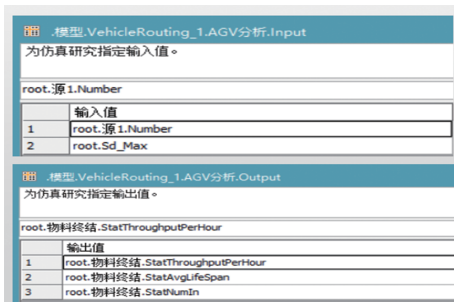 .模型.VehicleRouting_1.AGV分析.Input
为仿真研究指定输入值。
root.源1.Number
输入值
1 root.源1.Number
2 root.Sd_Max
.模型.VehicleRouting_1.AGV分析.Output
为仿真研究指定输出值。
root.物料终结.StatThroughputPerHour
输出值
1 root.物料终结.StatThroughputPerHour
2 root.物料终结.StatAvgLifeSpan
3 root.物料终结.StatNumIn